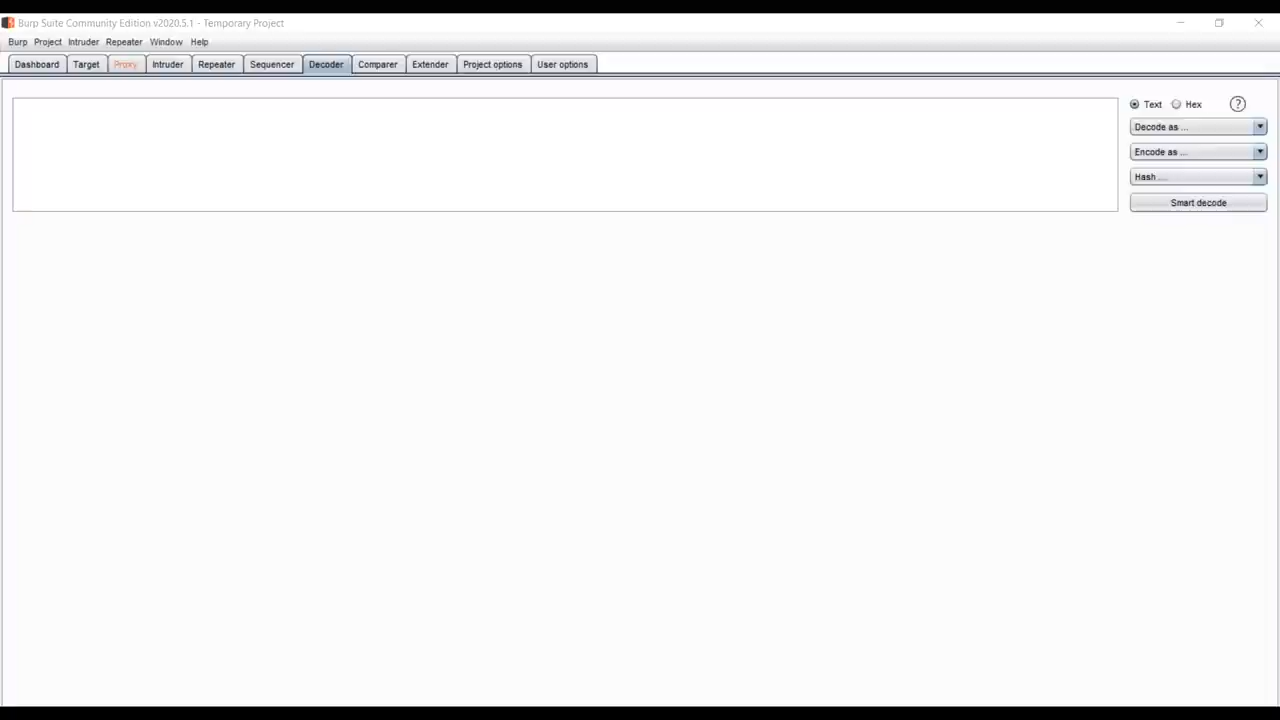 Burp Suite Community Edition v2020.5.1 - Temporary Project
Burp Project Intruder Repeater Window Help
Dashboard Target Proxy Intruder Repeater Sequencer Decoder Comparer Extender Project options User options
Text Hex ?
Decode as ...
Encode as ...
Hash ...
Smart decode